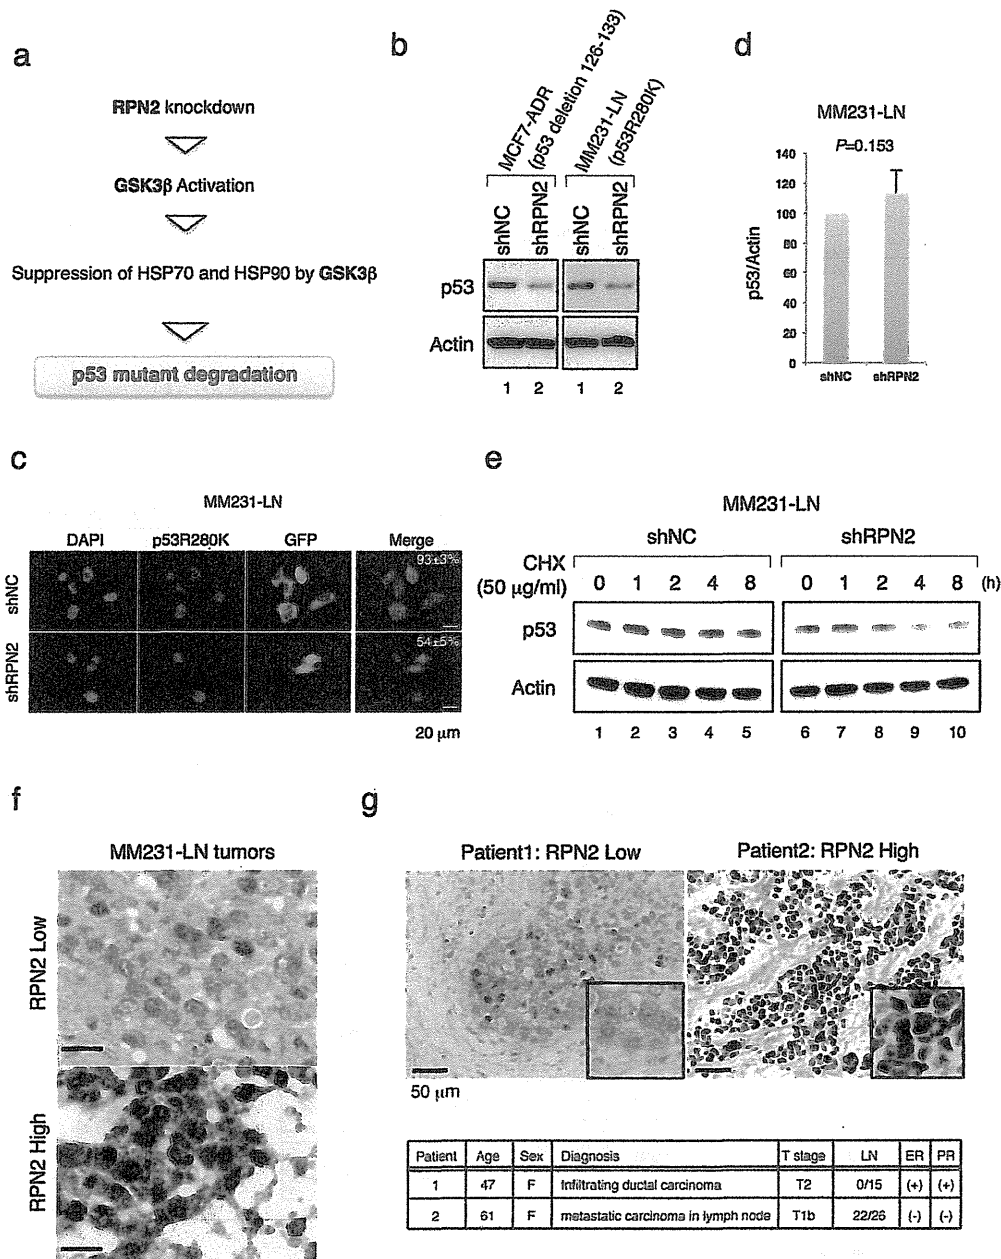 a
RPN2 knockdown
GSK3β Activation
Suppression of HSP70 and HSP90 by GSK3β
p53 mutant degradation
b
MCF7-ADR
(p53 deletion 126-133)
MM231-LN
(p53R280K)
shNC
shRPN2
shNC
shRPN2
p53
Actin
1 2 1 2
d
MM231-LN
P=0.153
p53/Actin
140
120
100
80
60
40
20
0
shNC shRPN2
c
MM231-LN
DAPI p53R280K GFP Merge
shNC
93±3%
shRPN2
54±5%
20 μm
e
MM231-LN
shNC shRPN2
CHX
(50 μg/ml)
0 1 2 4 8 0 1 2 4 8 (h)
p53
Actin
1 2 3 4 5 6 7 8 9 10
f
MM231-LN tumors
RPN2 Low
RPN2 High
g
Patient1: RPN2 Low Patient2: RPN2 High
50 μm
Patient Age Sex Diagnosis T stage LN ER PR
1 47 F Infiltrating ductal carcinoma T2 0/15 (+) (+)
2 61 F metastatic carcinoma in lymph node T1b 22/26 (-) (-)